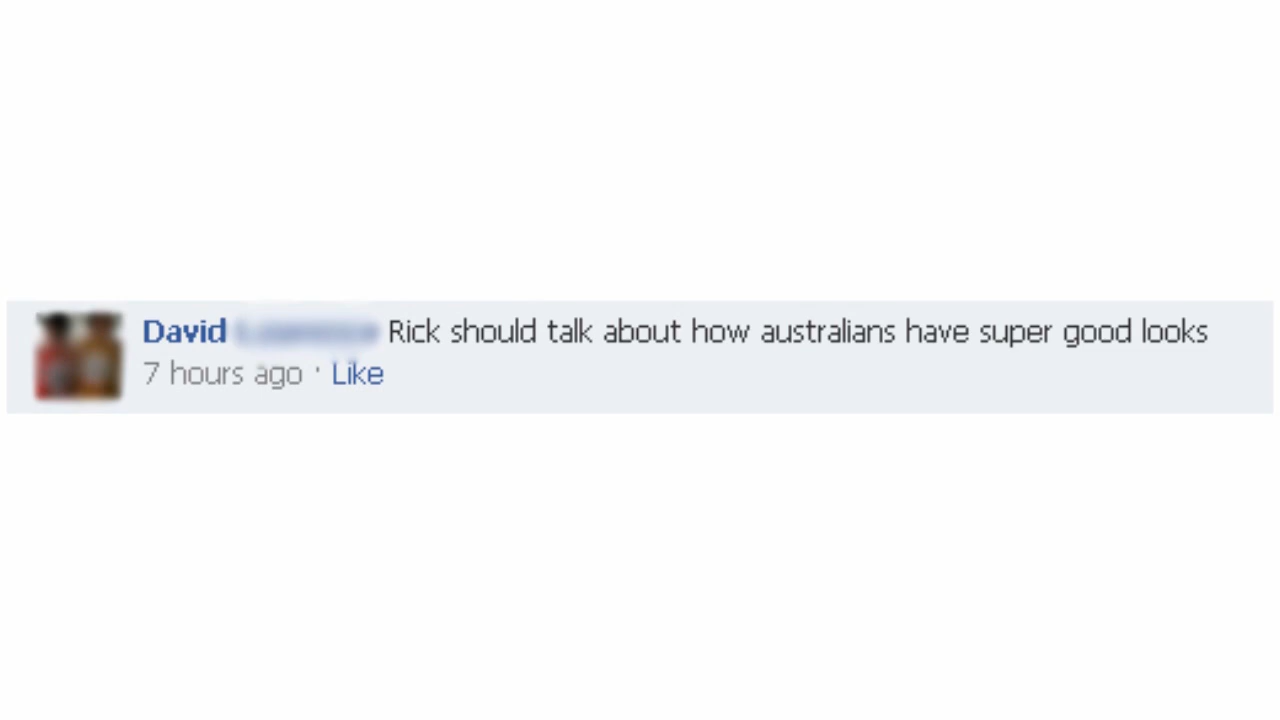 David Rick should talk about how australians have super good looks
7 hours ago · Like